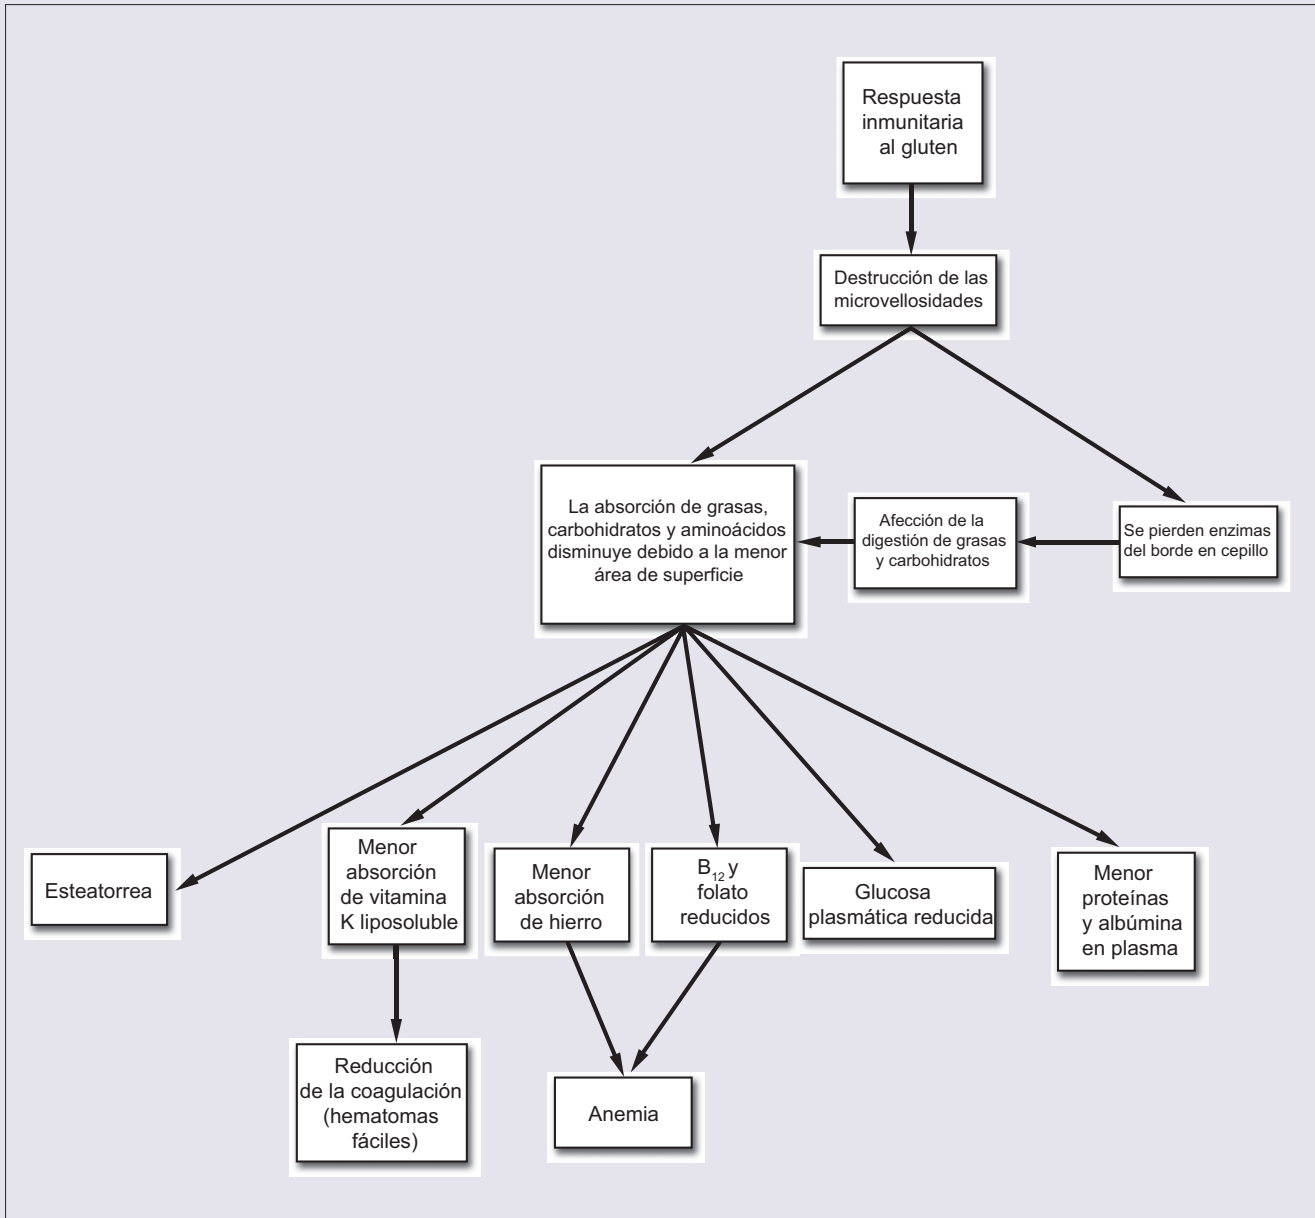 Respuesta
inmunitaria
al gluten
Destrucción de las
microvellosidades
La absorción de grasas,
carbohidratos y aminoácidos
disminuye debido a la menor
área de superficie
Afección de la
digestión de grasas
y carbohidratos
Se pierden enzimas
del borde en cepillo
Esteatorrea
Menor
absorción
de vitamina
K liposoluble
Menor
absorción
de hierro
B₁₂ y
folato
reducidos
Glucosa
plasmática reducida
Menor
proteínas
y albúmina
en plasma
Reducción
de la coagulación
(hematomas
fáciles)
Anemia